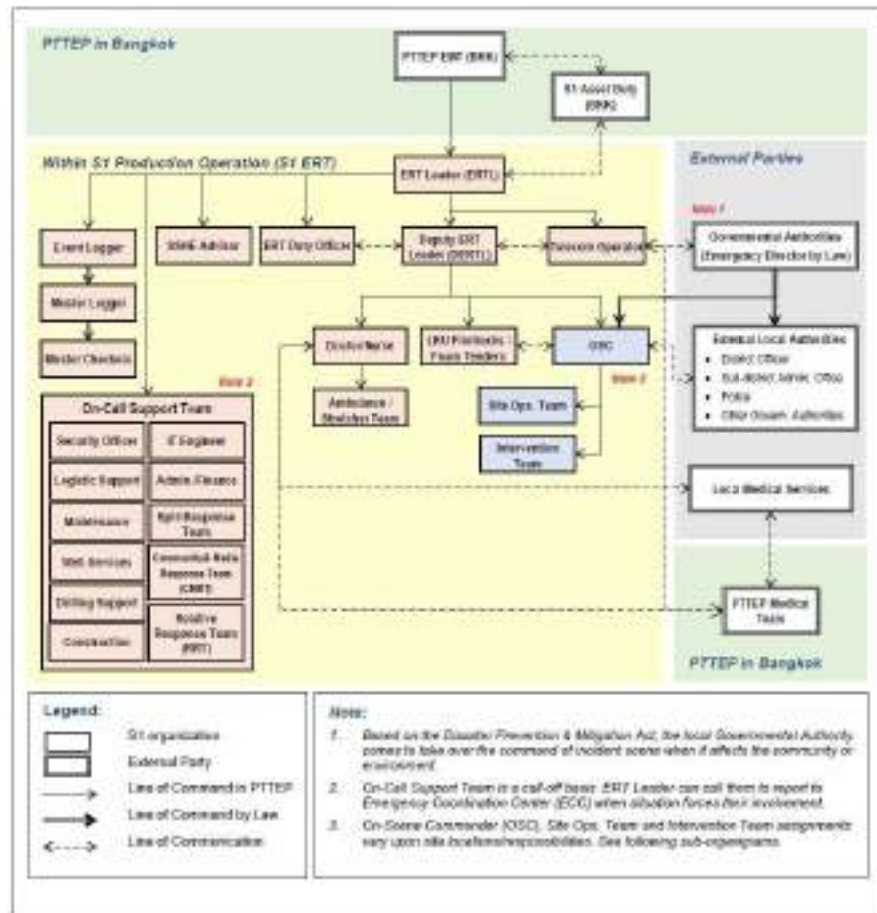 PTTEP in Bangkok
PTTEP EMT (BKK)
S1 Asset Duty
(BKK)
Within S1 Production Operation (S1 ERT)
External Parties
ERT Leader (ERTL)
Note 1
Event Logger
SSHE Advisor
ERT Duty Officer
Deputy ERT
Leader (DERTL)
Telecom Operator
Governmental Authorities
(Emergency Director by Law)
Master Logger
Master Checklists
Doctor/Nurse
LKU Firetrucks /
Foam Tenders
OSC
External Local Authorities
• District Officer
• Sub-district Admin. Office
• Police
• Other Govern. Authorities
Note 2
Note 3
On-Call Support Team
Ambulance /
Stretcher Team
Site Ops. Team
Intervention
Team
Security Officer
IT Engineer
Logistic Support
Admin./Finance
Maintenance
Spill Response
Team
Well Services
Response Team
Drilling Support
Construction
Relative
Response Team
(RRT)
Local Medical Services
PTTEP Medical
Team
PTTEP in Bangkok
Legend:
S1 organization
External Party
Line of Command in PTTEP
Line of Command by Law
Line of Communication
Note:
1. Based on the Disaster Prevention & Mitigation Act, the local Governmental Authority
comes to take over the command of incident scene when it affects the community or
environment.
2. On-Call Support Team is a call-off basis. ERT Leader can call them to report to
Emergency Coordination Center (ECC) when situation forces their involvement.
3. On-Scene Commander (OSC), Site Ops. Team and Intervention Team assignments
vary upon site locations/responsibilities. See following sub-organigrams.